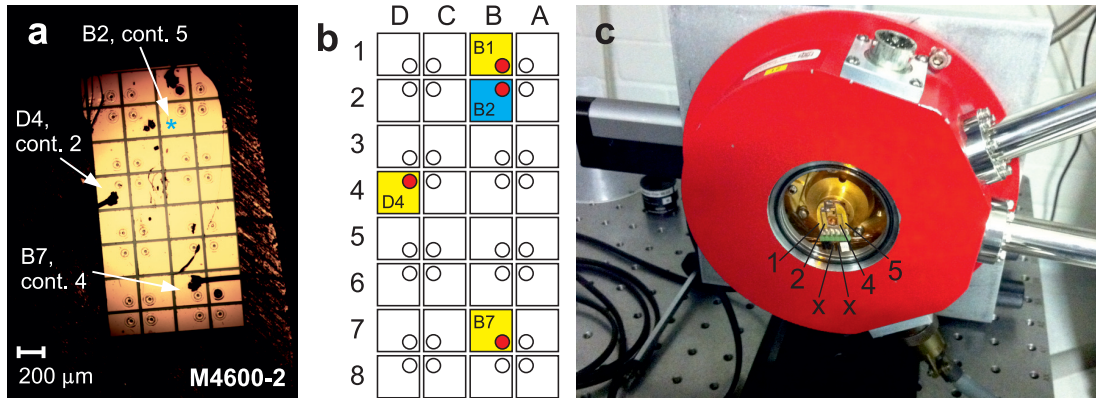 a
B2, cont. 5
*
D4,
cont. 2
B7,
cont. 4
200 μm
M4600-2
b
D C B A
1
2
3
4
5
6
7
8
B1
B2
D4
B7
c
1
2
x
x
4
5